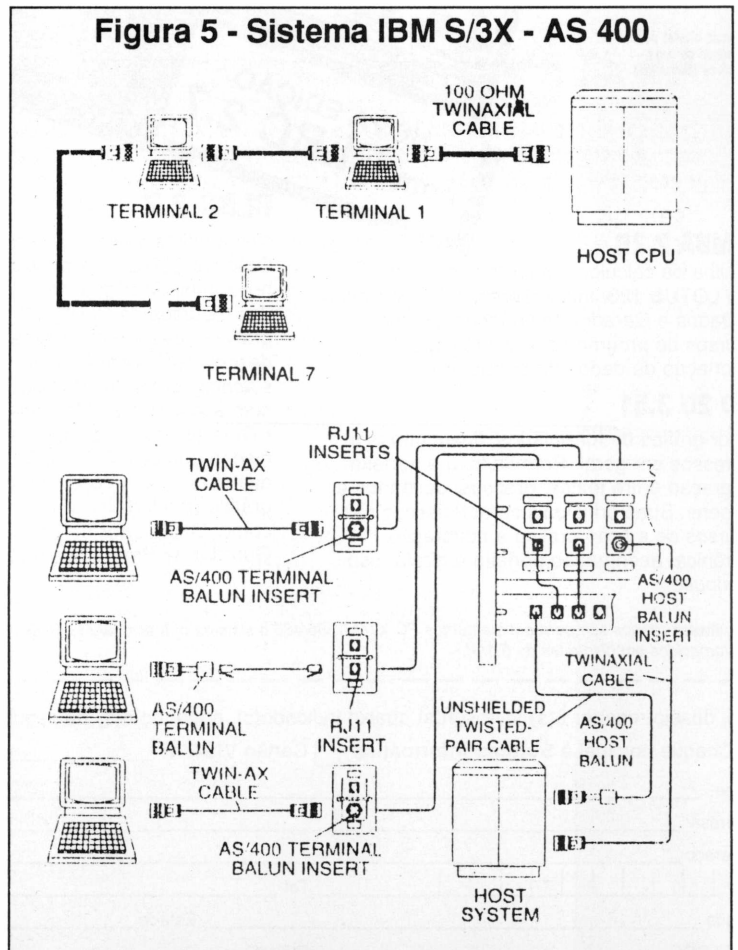 Figura 5 - Sistema IBM S/3X - AS 400
100 OHM
TWINAXIAL
CABLE
TERMINAL 2
TERMINAL 1
HOST CPU
TERMINAL 7
RJ11
INSERTS
TWIN-AX
CABLE
AS/400 TERMINAL
BALUN INSERT
AS/400
HOST
BALUN
INSERT
TWINAXIAL
CABLE
AS/400
TERMINAL
BALUN
RJ11
INSERT
UNSHIELDED
TWISTED-
PAIR CABLE
AS/400
HOST
BALUN
TWIN-AX
CABLE
AS/400 TERMINAL
BALUN INSERT
HOST
SYSTEM